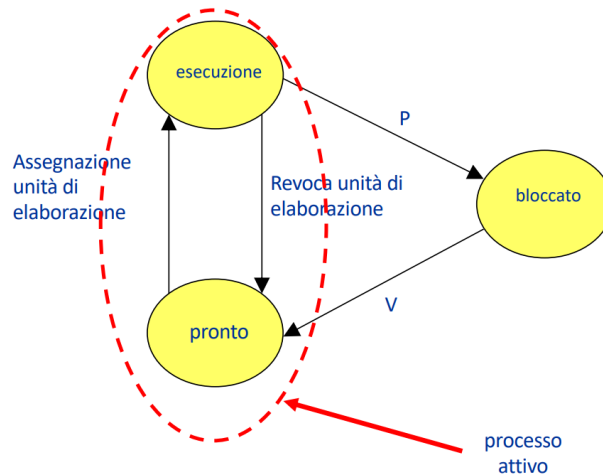 esecuzione
P
Assegnazione
unità di
elaborazione
Revoca unità di
elaborazione
bloccato
pronto
V
processo
attivo